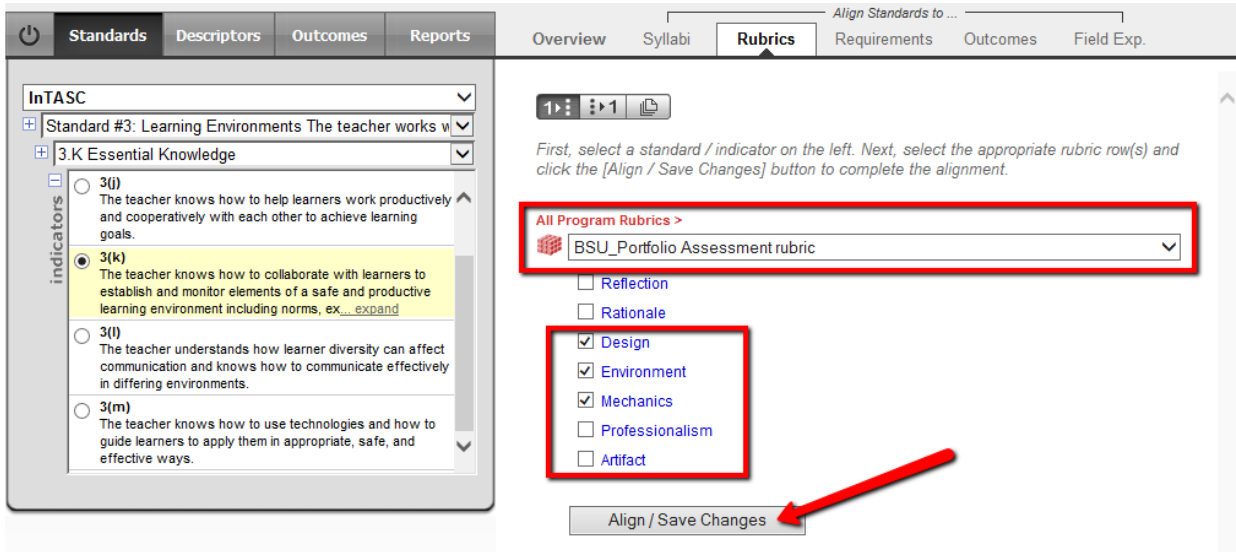 Align Standards to ...
Standards Descriptors Outcomes Reports
Overview Syllabi Rubrics Requirements Outcomes Field Exp.
InTASC
Standard #3: Learning Environments The teacher works w
3.K Essential Knowledge
indicators
3(j)
The teacher knows how to help learners work productively
and cooperatively with each other to achieve learning
goals.
3(k)
The teacher knows how to collaborate with learners to
establish and monitor elements of a safe and productive
learning environment including norms, ex... expand
3(l)
The teacher understands how learner diversity can affect
communication and knows how to communicate effectively
in differing environments.
3(m)
The teacher knows how to use technologies and how to
guide learners to apply them in appropriate, safe, and
effective ways.
1 1
First, select a standard / indicator on the left. Next, select the appropriate rubric row(s) and
click the [Align / Save Changes] button to complete the alignment.
All Program Rubrics >
BSU_Portfolio Assessment rubric
Reflection
Rationale
Design
Environment
Mechanics
Professionalism
Artifact
Align / Save Changes